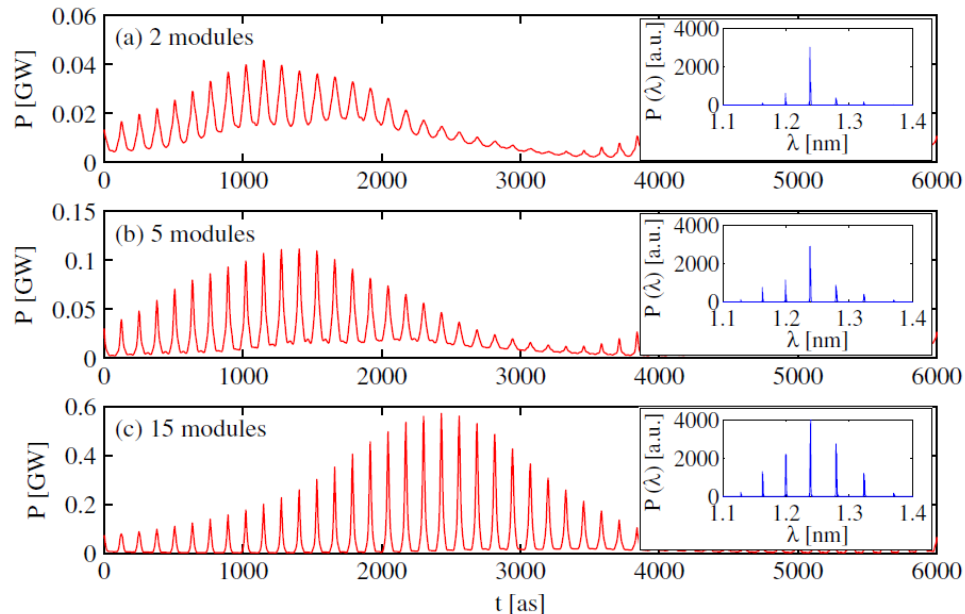 (a) 2 modules
P [GW]
0.06
0.04
0.02
0
0 1000 2000 3000 4000 5000 6000
P (λ) [a.u.]
4000
2000
0
1.1 1.2 1.3 1.4
λ [nm]
(b) 5 modules
P [GW]
0.15
0.1
0.05
0
0 1000 2000 3000 4000 5000 6000
P (λ) [a.u.]
4000
2000
0
1.1 1.2 1.3 1.4
λ [nm]
(c) 15 modules
P [GW]
0.6
0.4
0.2
0
0 1000 2000 3000 4000 5000 6000
t [as]
P (λ) [a.u.]
4000
2000
0
1.1 1.2 1.3 1.4
λ [nm]